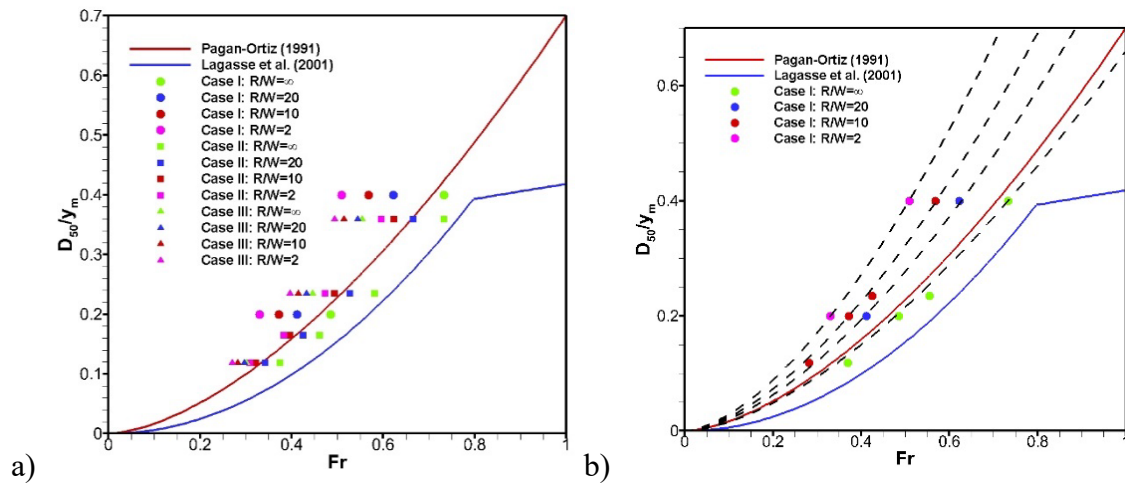 0.7
0.6
0.5
0.4
0.3
0.2
0.1
0
D50/ym
Pagan-Ortiz (1991)
Lagasse et al. (2001)
Case I: R/W=∞
Case I: R/W=20
Case I: R/W=10
Case I: R/W=2
Case II: R/W=∞
Case II: R/W=20
Case II: R/W=10
Case II: R/W=2
Case III: R/W=∞
Case III: R/W=20
Case III: R/W=10
Case III: R/W=2
0 0.2 0.4 0.6 0.8 1
Fr
a)
0.6
0.4
0.2
0
D50/ym
Pagan-Ortiz (1991)
Lagasse et al. (2001)
Case I: R/W=∞
Case I: R/W=20
Case I: R/W=10
Case I: R/W=2
0 0.2 0.4 0.6 0.8 1
Fr
b)